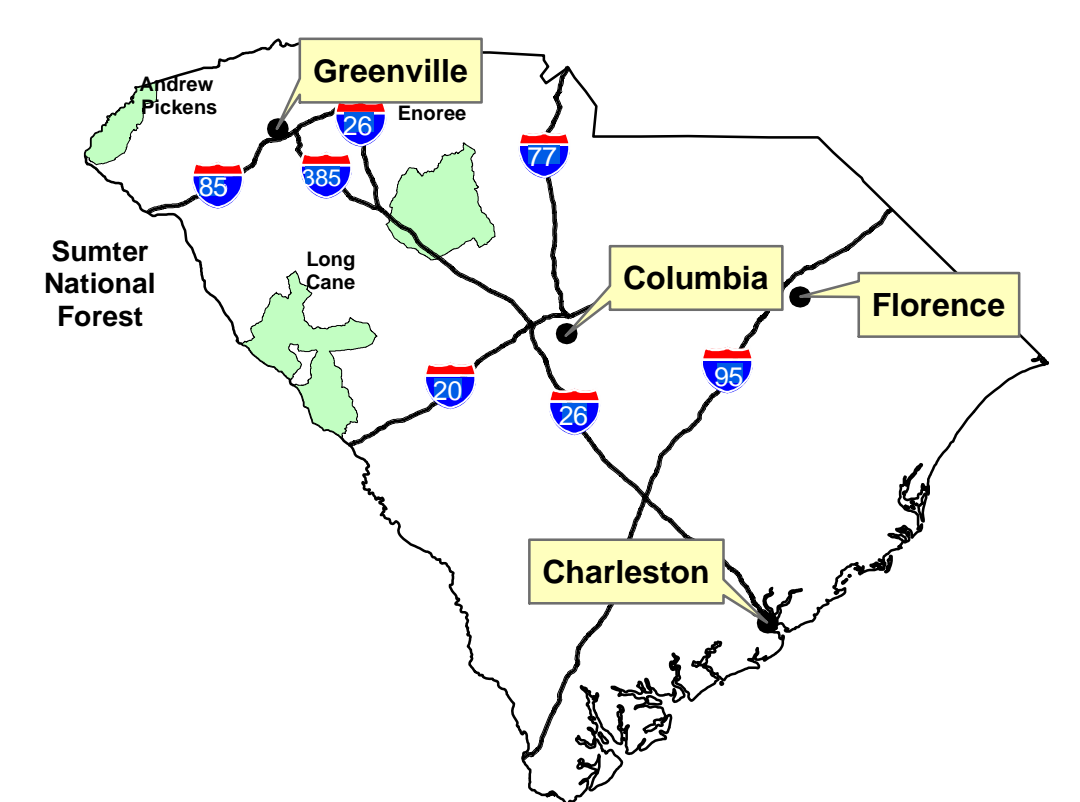 Greenville
Andrew
Pickens
Enoree
26
77
385
85
Sumter
National
Forest
Long
Cane
Columbia
Florence
20
95
26
Charleston